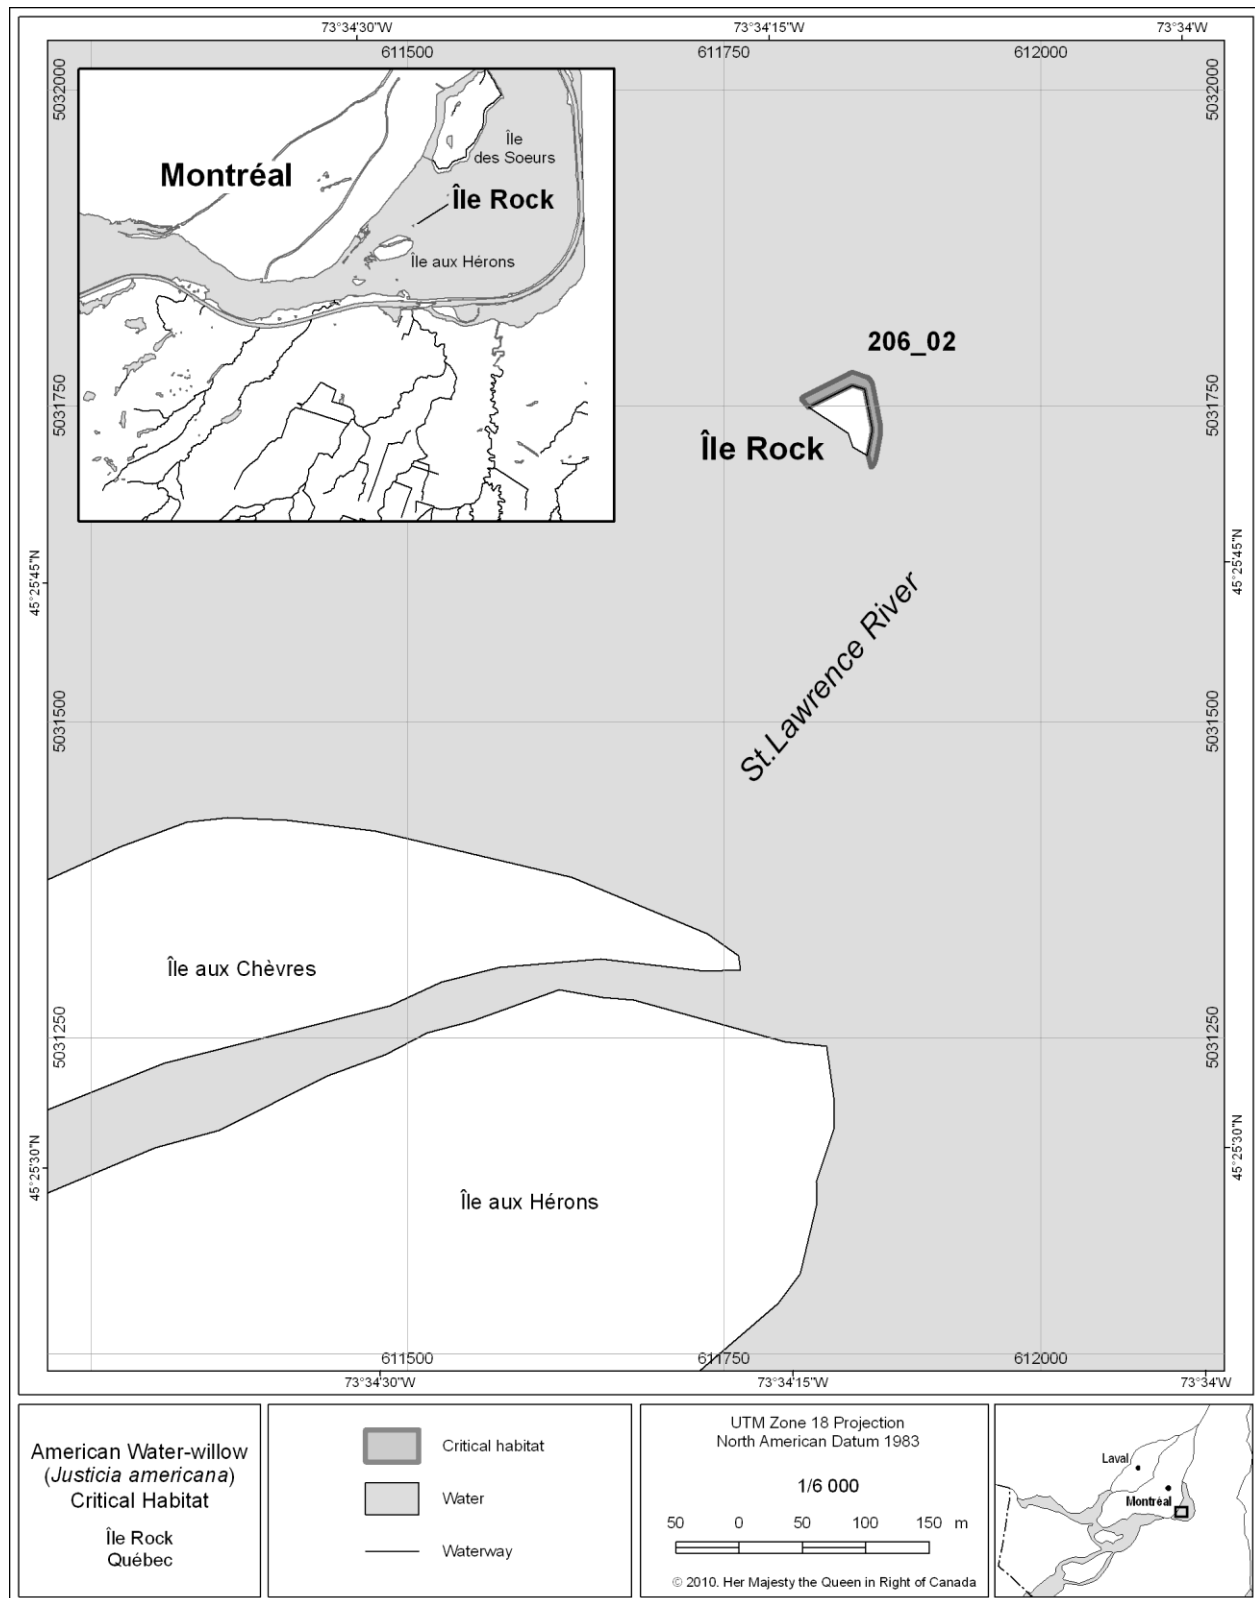 73°34'30"W
73°34'15"W
73°34'W
611500
611750
612000
5032000
5032000
Île
des Soeurs
Montréal
Île Rock
Île aux Hérons
206_02
5031750
5031750
Île Rock
45°25'45"N
45°25'45"N
St.Lawrence River
5031500
5031500
Île aux Chèvres
5031250
5031250
45°25'30"N
45°25'30"N
Île aux Hérons
611500
611750
612000
73°34'30"W
73°34'15"W
73°34'W
American Water-willow
(Justicia americana)
Critical Habitat
Île Rock
Québec
Critical habitat
Water
Waterway
UTM Zone 18 Projection
North American Datum 1983
1/6 000
50 0 50 100 150 m
© 2010. Her Majesty the Queen in Right of Canada
Laval
Montréal